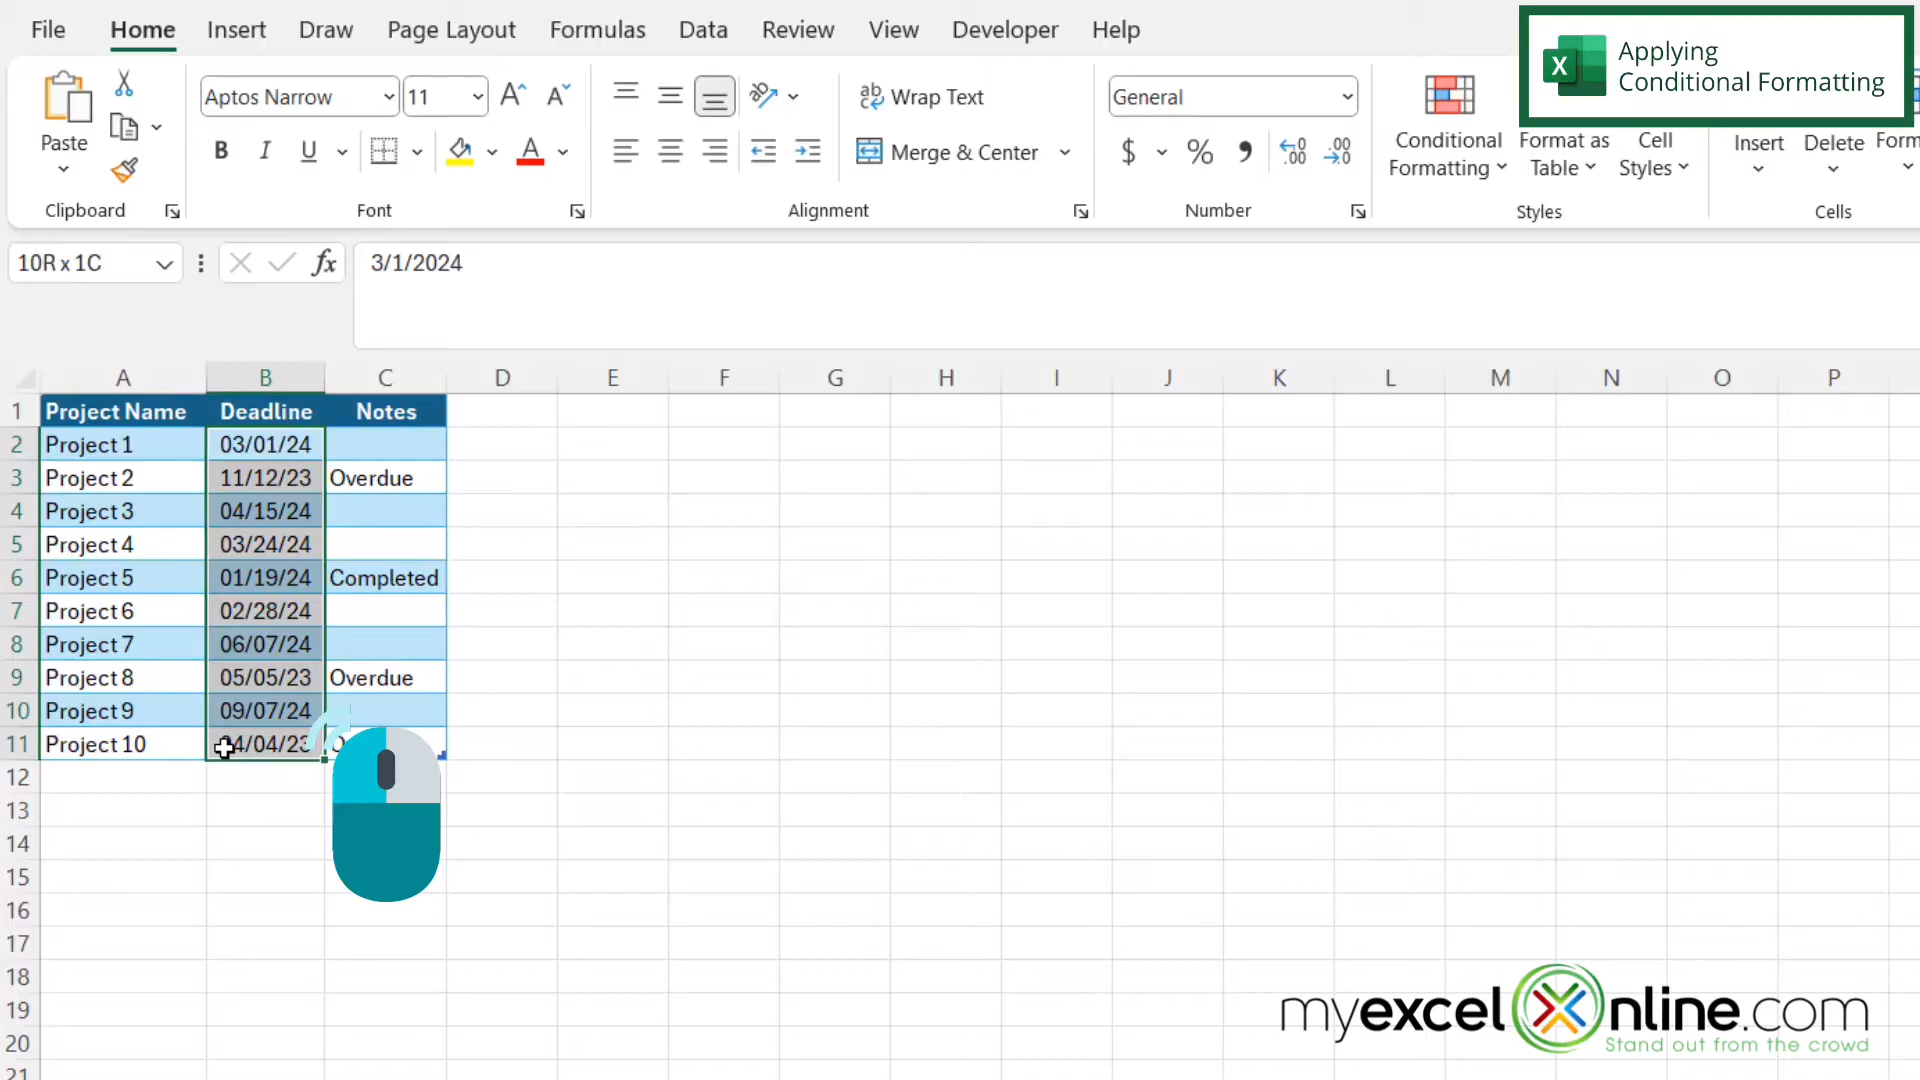 File Home Insert Draw Page Layout Formulas Data Review View Developer Help
Applying
Conditional Formatting
Paste
Aptos Narrow 11
Wrap Text
General
B I U
Merge & Center
$ %
Conditional
Formatting
Format as
Table
Cell
Styles
Insert Delete Form
Clipboard Font Alignment Number Styles Cells
10R x 1C fx 3/1/2024
A B C D E F G H I J K L M N O P
1 Project Name Deadline Notes
2 Project 1 03/01/24
3 Project 2 11/12/23 Overdue
4 Project 3 04/15/24
5 Project 4 03/24/24
6 Project 5 01/19/24 Completed
7 Project 6 02/28/24
8 Project 7 06/07/24
9 Project 8 05/05/23 Overdue
10 Project 9 09/07/24
11 Project 10
12
13
14
15
16
17
18
19
20
21
myexcelonline.com
Stand out from the crowd